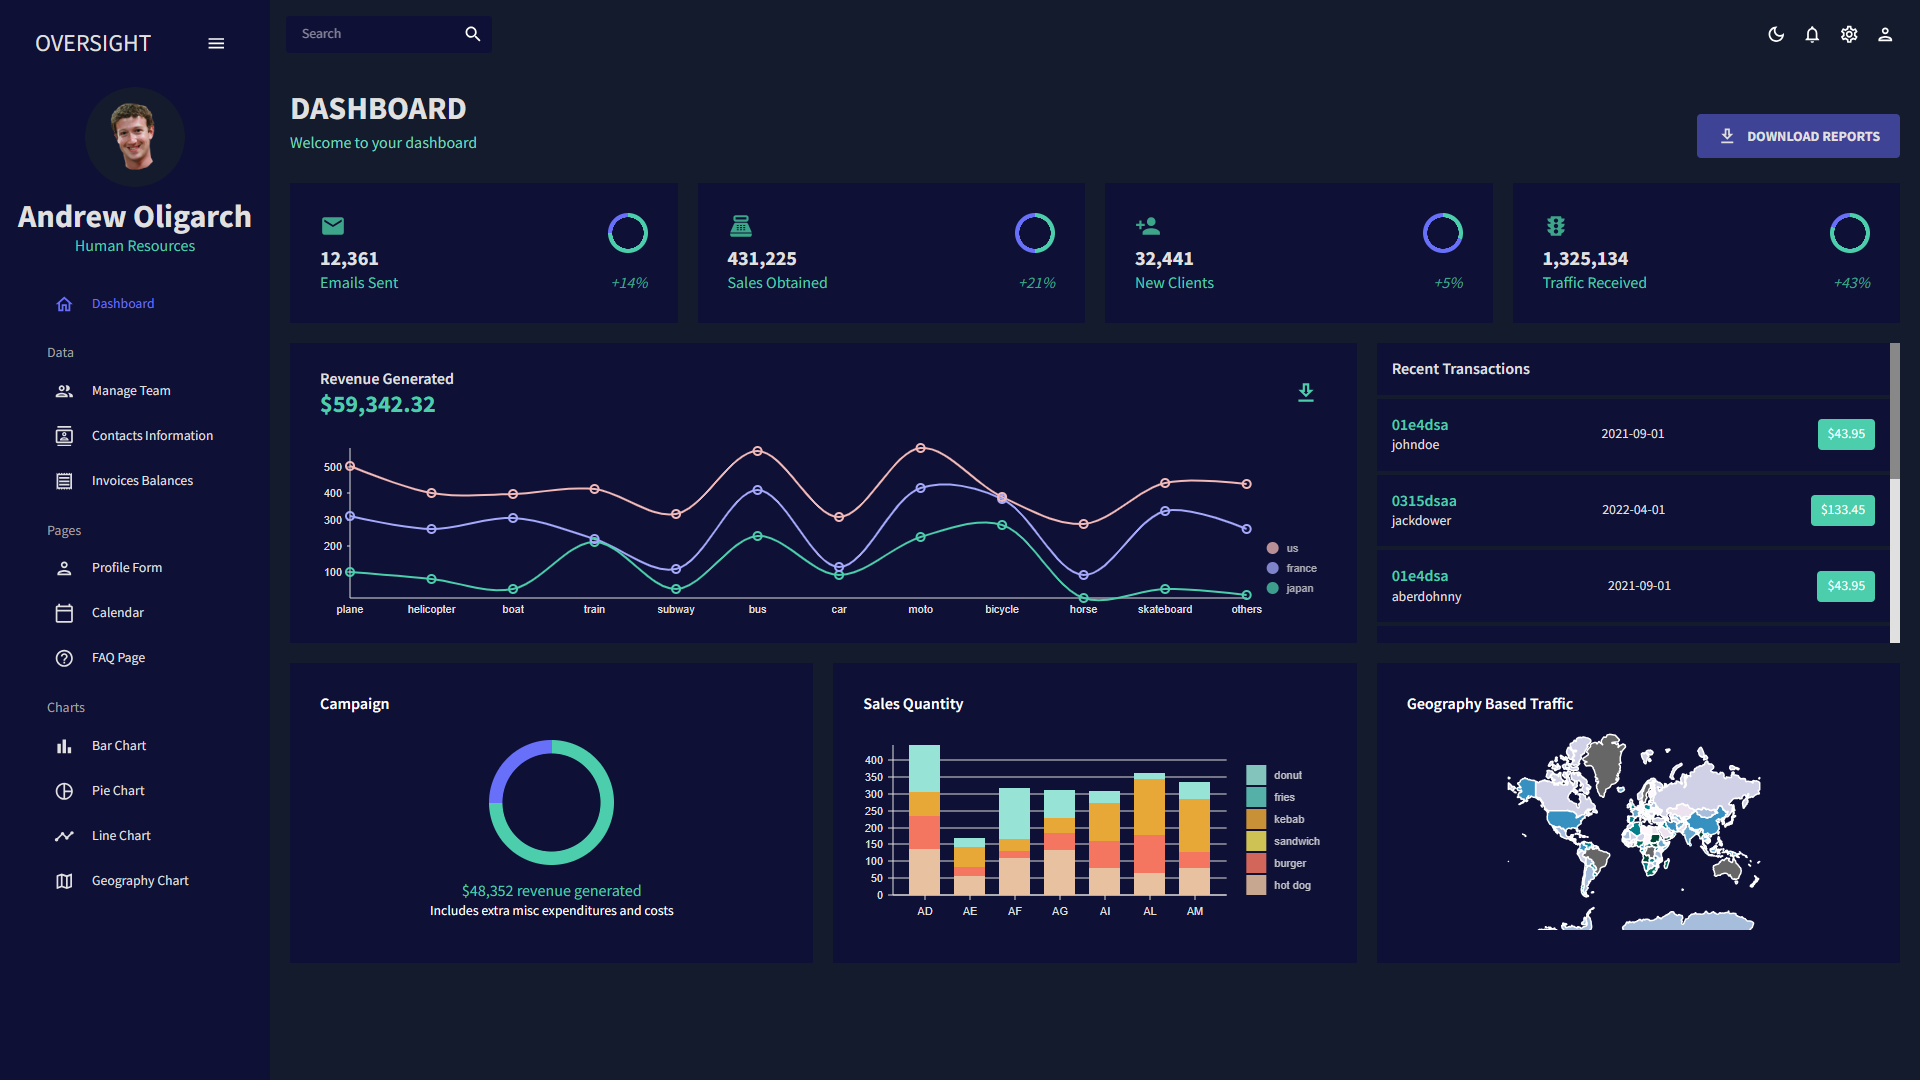 OVERSIGHT
Andrew Oligarch
Human Resources
Dashboard
Data
Manage Team
Contacts Information
Invoices Balances
Pages
Profile Form
Calendar
FAQ Page
Charts
Bar Chart
Pie Chart
Line Chart
Geography Chart
Search
DASHBOARD
Welcome to your dashboard
DOWNLOAD REPORTS
12,361
Emails Sent
+14%
431,225
Sales Obtained
+21%
32,441
New Clients
+5%
1,325,134
Traffic Received
+43%
Revenue Generated
$59,342.32
500
400
300
200
100
plane helicopter boat train subway bus car moto bicycle horse skateboard others
us
france
japan
Recent Transactions
01e4dsa
johndoe
2021-09-01
$43.95
0315dsaa
jackdower
2022-04-01
$133.45
01e4dsa
aberdohnny
2021-09-01
$43.95
Campaign
$48,352 revenue generated
Includes extra misc expenditures and costs
Sales Quantity
400
350
300
250
200
150
100
50
0
AD AE AF AG AI AL AM
donut
fries
kebab
sandwich
burger
hot dog
Geography Based Traffic